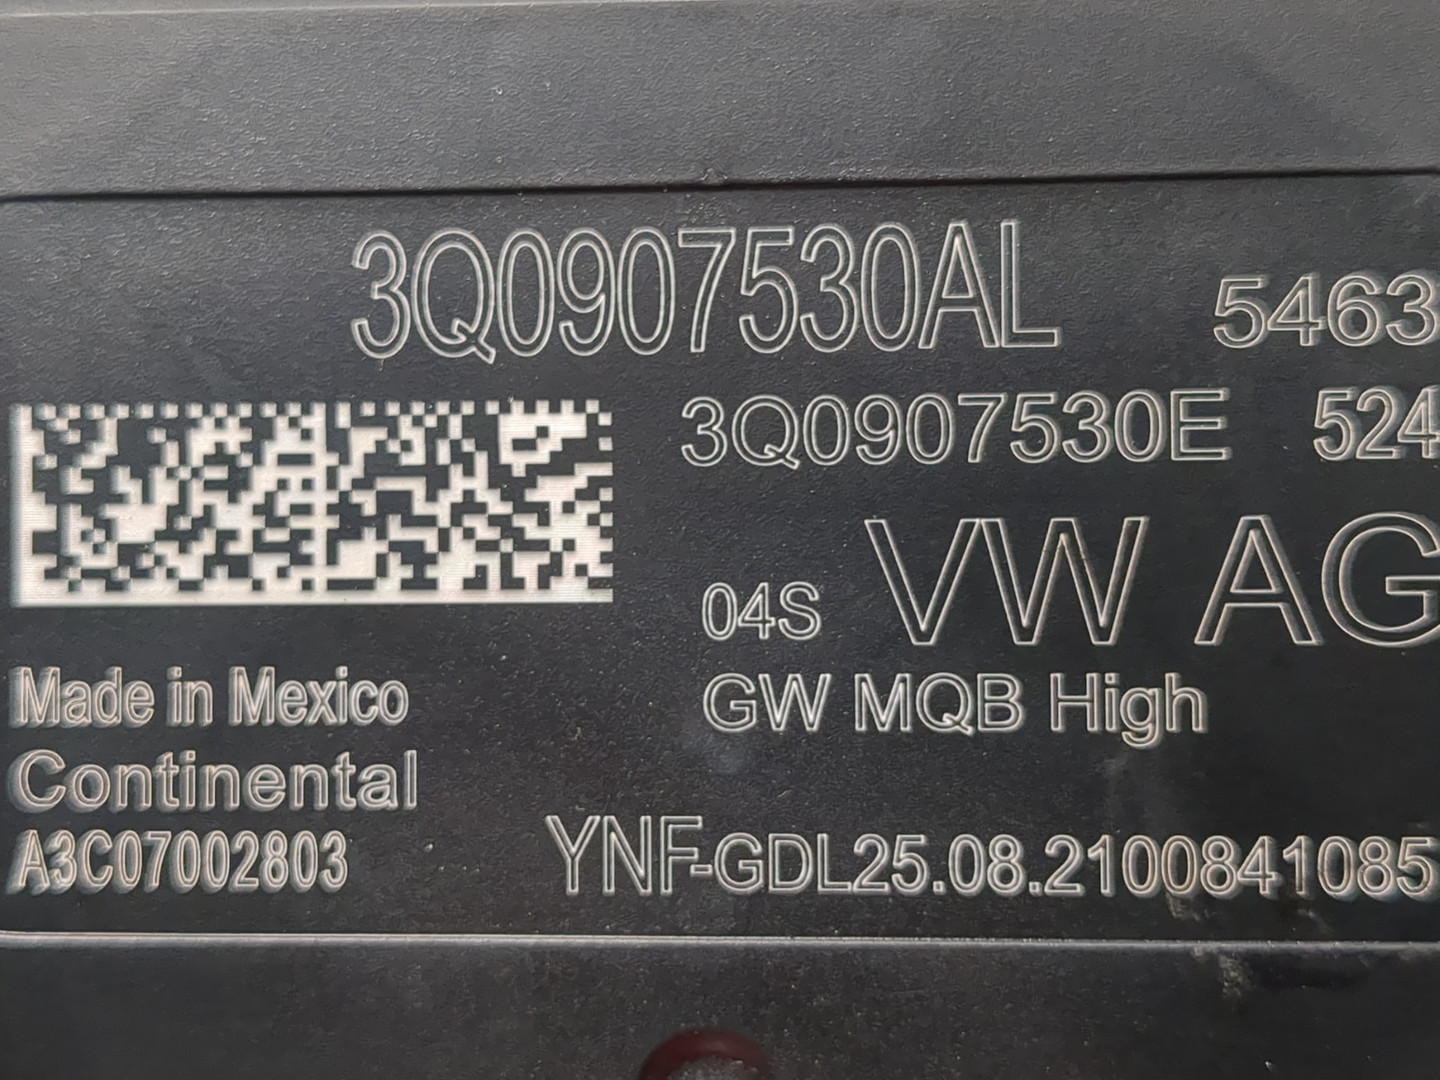 3Q0907530AL 5463
3Q0907530E 524
04S VW AG
Made in Mexico
GW MQB High
Continental
A3C07002803
YNF-GDL25.08.2100841085